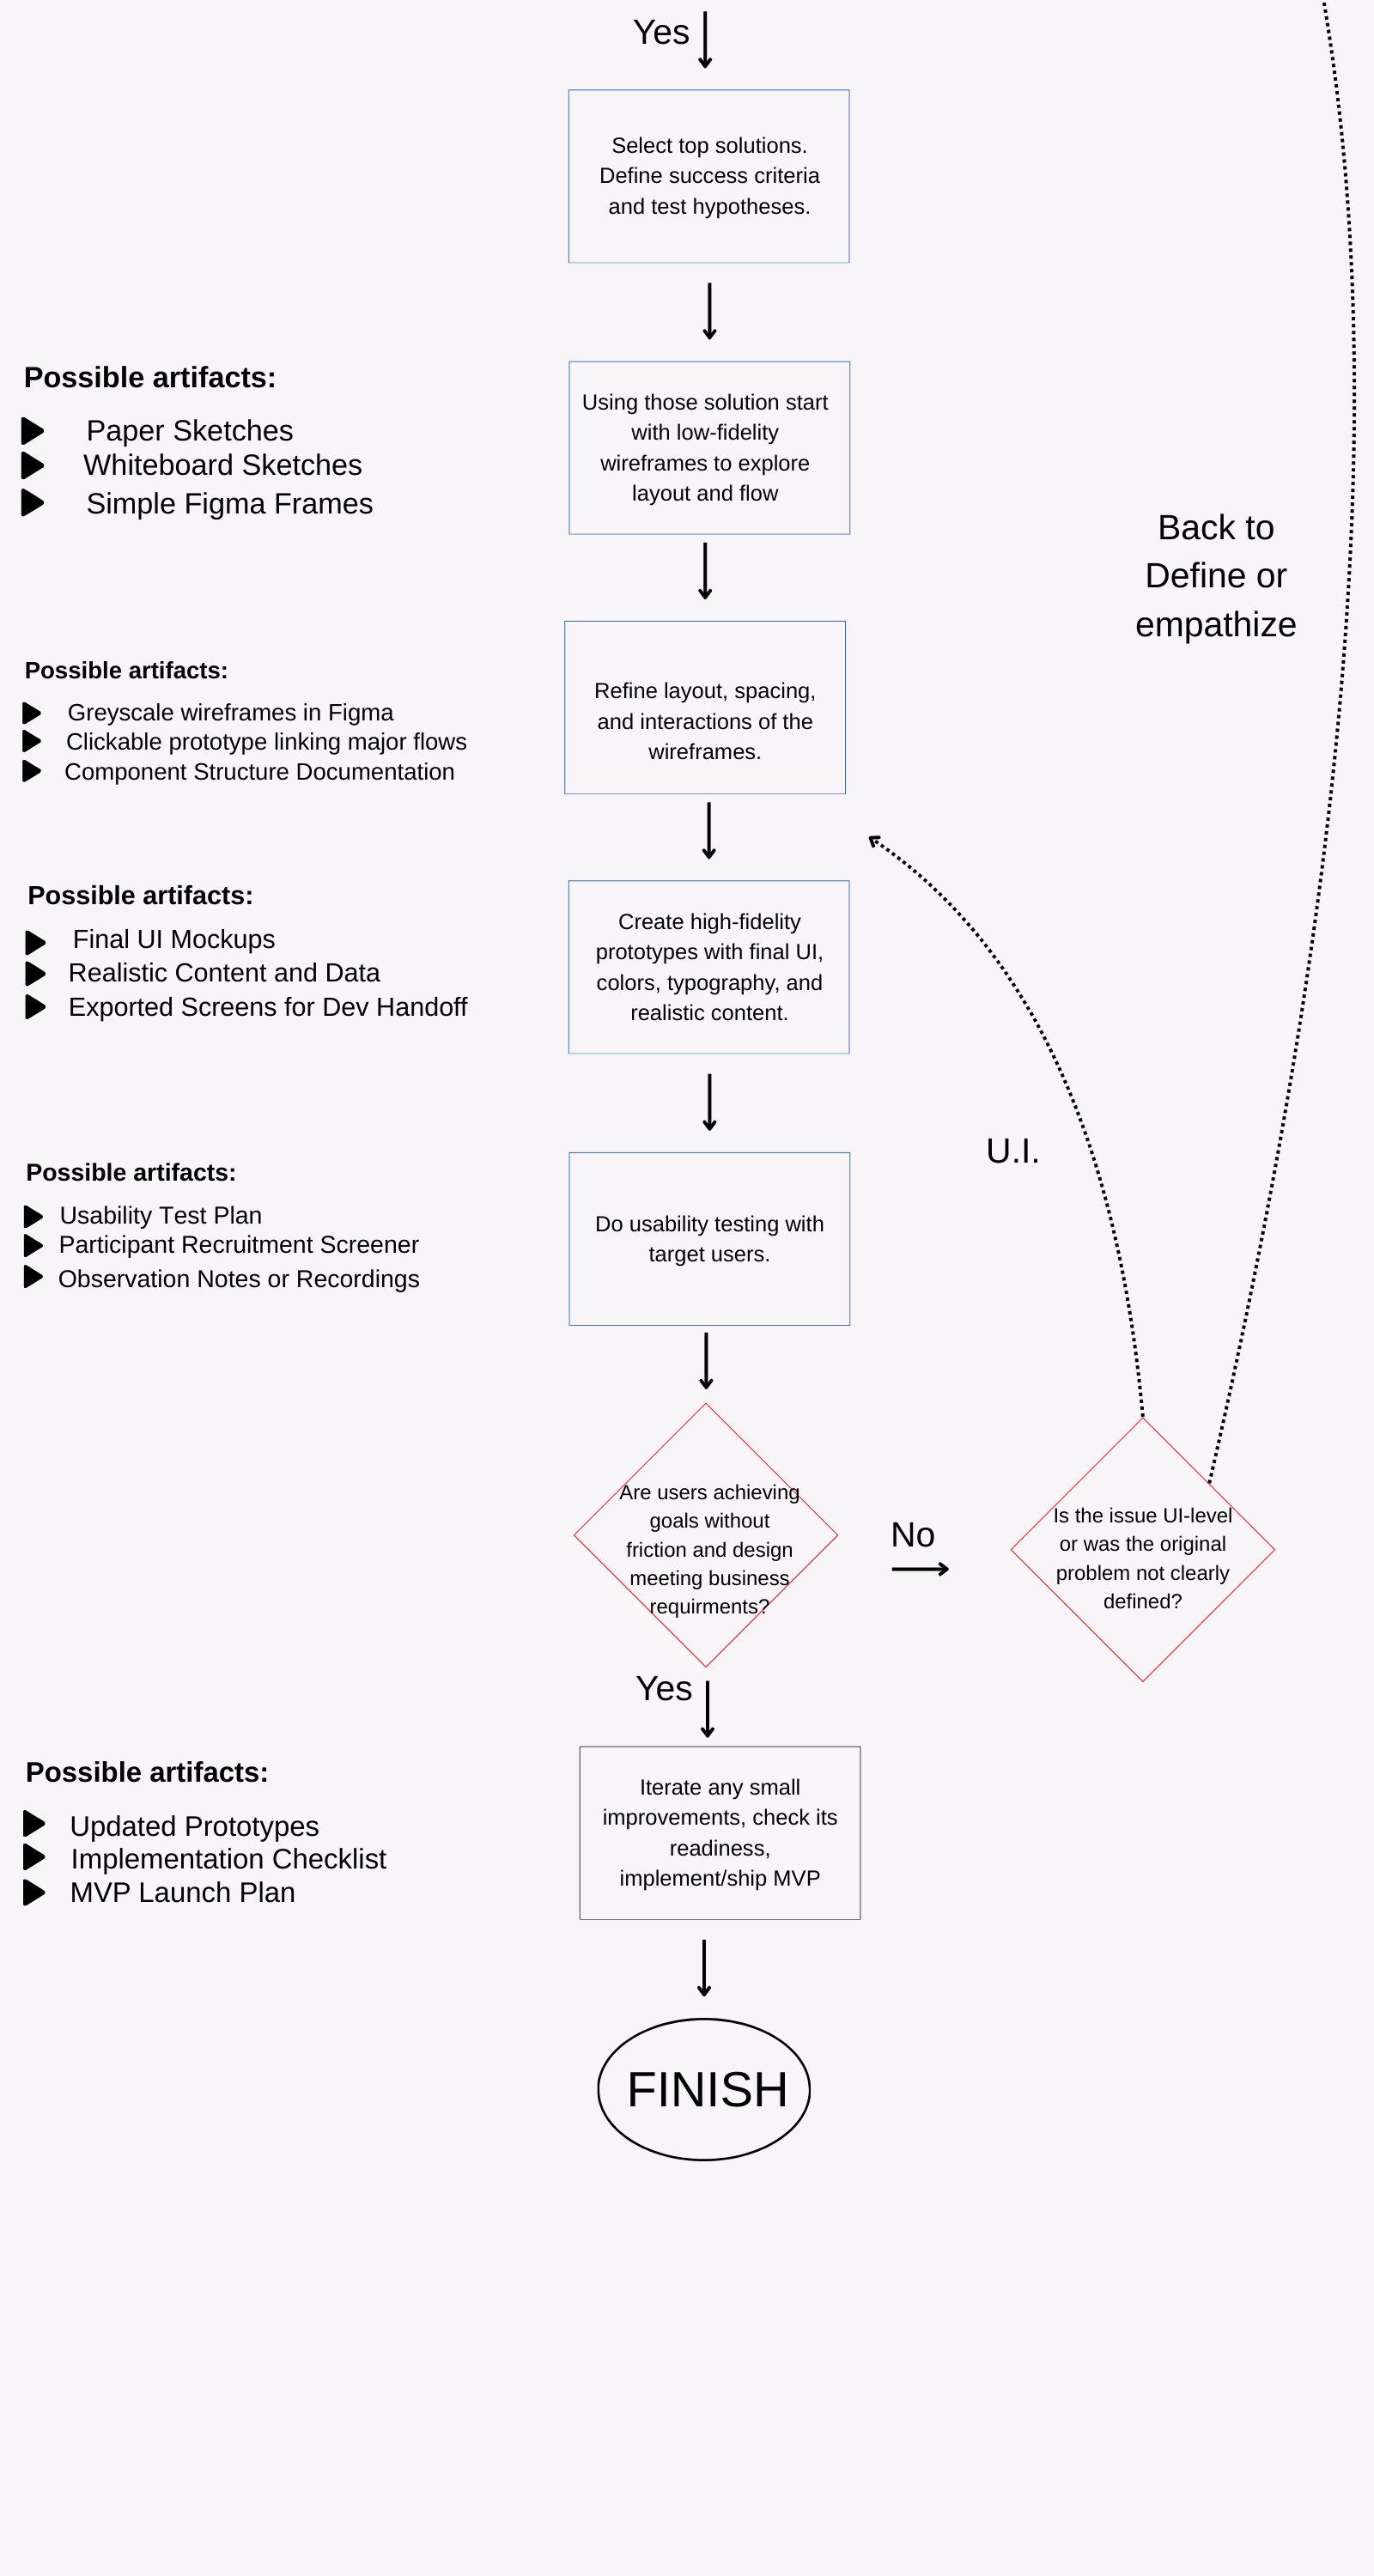 Yes
Select top solutions.
Define success criteria
and test hypotheses.
Possible artifacts:
Paper Sketches
Whiteboard Sketches
Simple Figma Frames
Using those solution start
with low-fidelity
wireframes to explore
layout and flow
Back to
Define or
empathize
Possible artifacts:
Greyscale wireframes in Figma
Clickable prototype linking major flows
Component Structure Documentation
Refine layout, spacing,
and interactions of the
wireframes.
Possible artifacts:
Final UI Mockups
Realistic Content and Data
Exported Screens for Dev Handoff
Create high-fidelity
prototypes with final UI,
colors, typography, and
realistic content.
U.I.
Possible artifacts:
Usability Test Plan
Participant Recruitment Screener
Observation Notes or Recordings
Do usability testing with
target users.
Are users achieving
goals without
friction and design
meeting business
requirments?
No
Is the issue UI-level
or was the original
problem not clearly
defined?
Yes
Possible artifacts:
Updated Prototypes
Implementation Checklist
MVP Launch Plan
Iterate any small
improvements, check its
readiness,
implement/ship MVP
FINISH